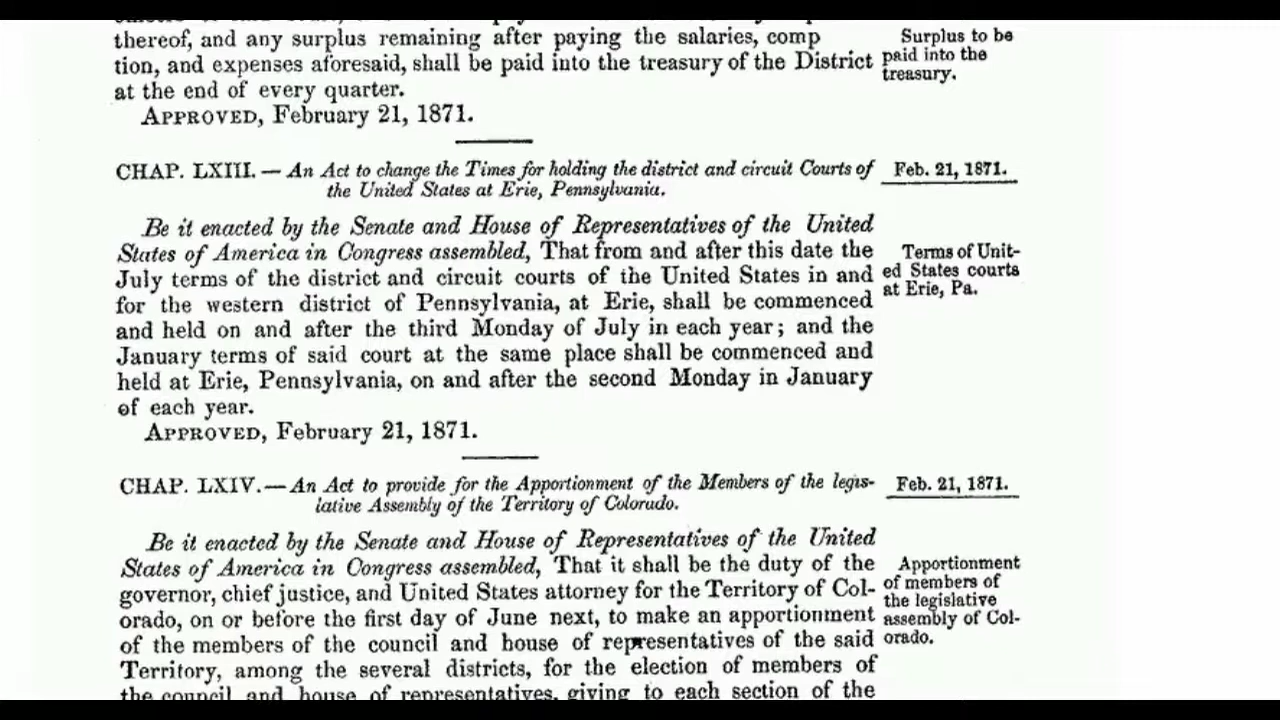 thereof, and any surplus remaining after paying the salaries, comp
tion, and expenses aforesaid, shall be paid into the treasury of the District
at the end of every quarter.
APPROVED, February 21, 1871.
Surplus to be
paid into the
treasury.
CHAP. LXIII. — An Act to change the Times for holding the district and circuit Courts of
the United States at Erie, Pennsylvania.
Feb. 21, 1871.
Be it enacted by the Senate and House of Representatives of the United
States of America in Congress assembled, That from and after this date the
July terms of the district and circuit courts of the United States in and
for the western district of Pennsylvania, at Erie, shall be commenced
and held on and after the third Monday of July in each year; and the
January terms of said court at the same place shall be commenced and
held at Erie, Pennsylvania, on and after the second Monday in January
of each year.
APPROVED, February 21, 1871.
Terms of Unit-
ed States courts
at Erie, Pa.
CHAP. LXIV. — An Act to provide for the Apportionment of the Members of the legis-
lative Assembly of the Territory of Colorado.
Feb. 21, 1871.
Be it enacted by the Senate and House of Representatives of the United
States of America in Congress assembled, That it shall be the duty of the
governor, chief justice, and United States attorney for the Territory of Col-
orado, on or before the first day of June next, to make an apportionment
of the members of the council and house of representatives of the said
Territory, among the several districts, for the election of members of
the council and house of representatives, giving to each section of the
Apportionment
of members of
the legislative
assembly of Col-
orado.